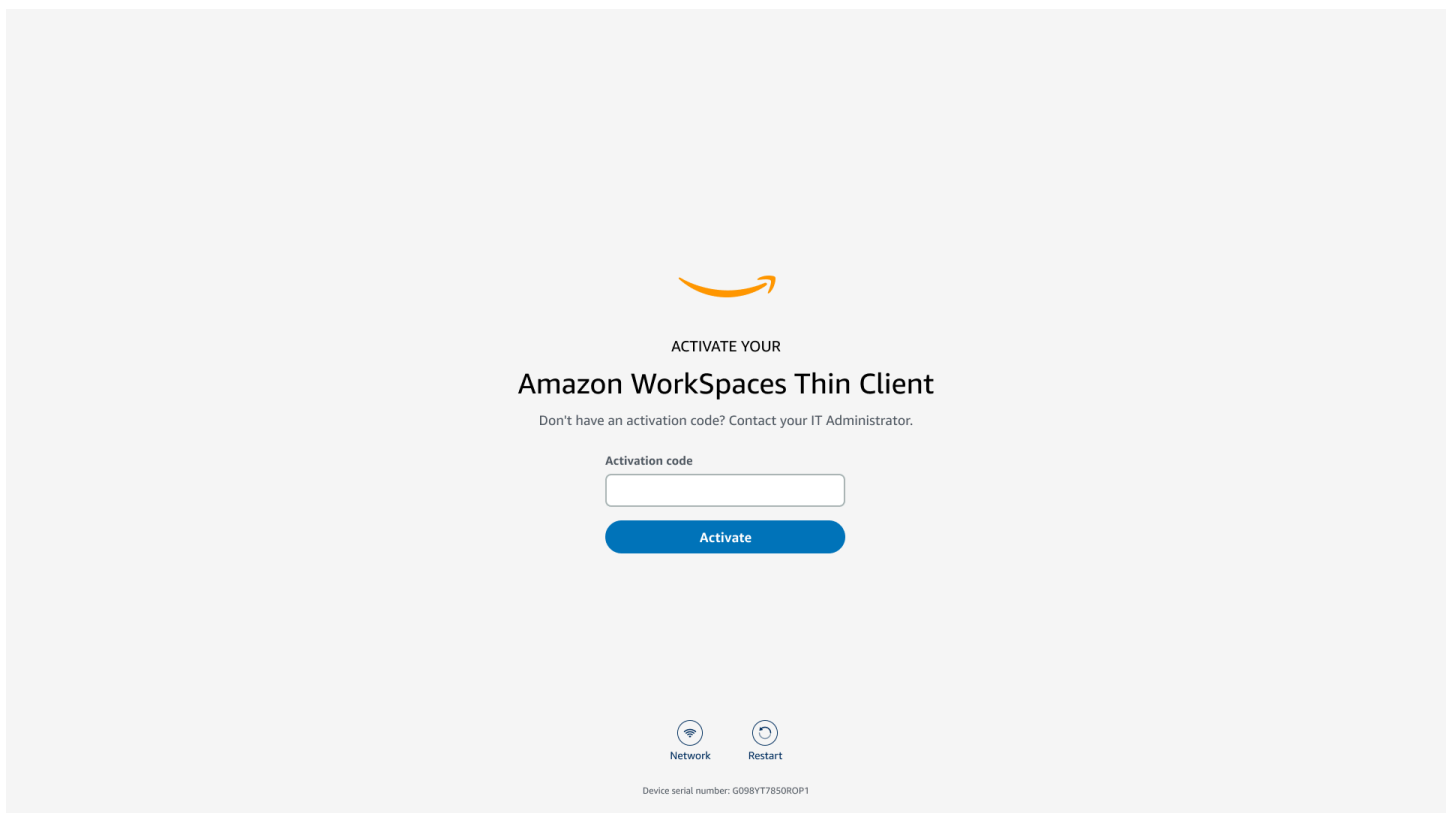 ACTIVATE YOUR
Amazon WorkSpaces Thin Client
Don't have an activation code? Contact your IT Administrator.
Activation code
Activate
Network
Restart
Device serial number: G098YT7850ROP1